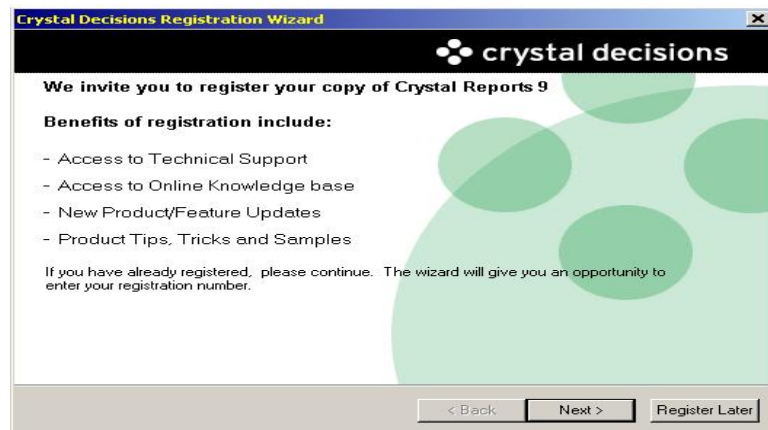 Crystal Decisions Registration Wizard
crystal decisions
We invite you to register your copy of Crystal Reports 9
Benefits of registration include:
- Access to Technical Support
- Access to Online Knowledge base
- New Product/Feature Updates
- Product Tips, Tricks and Samples
If you have already registered, please continue. The wizard will give you an opportunity to
enter your registration number.
< Back Next > Register Later